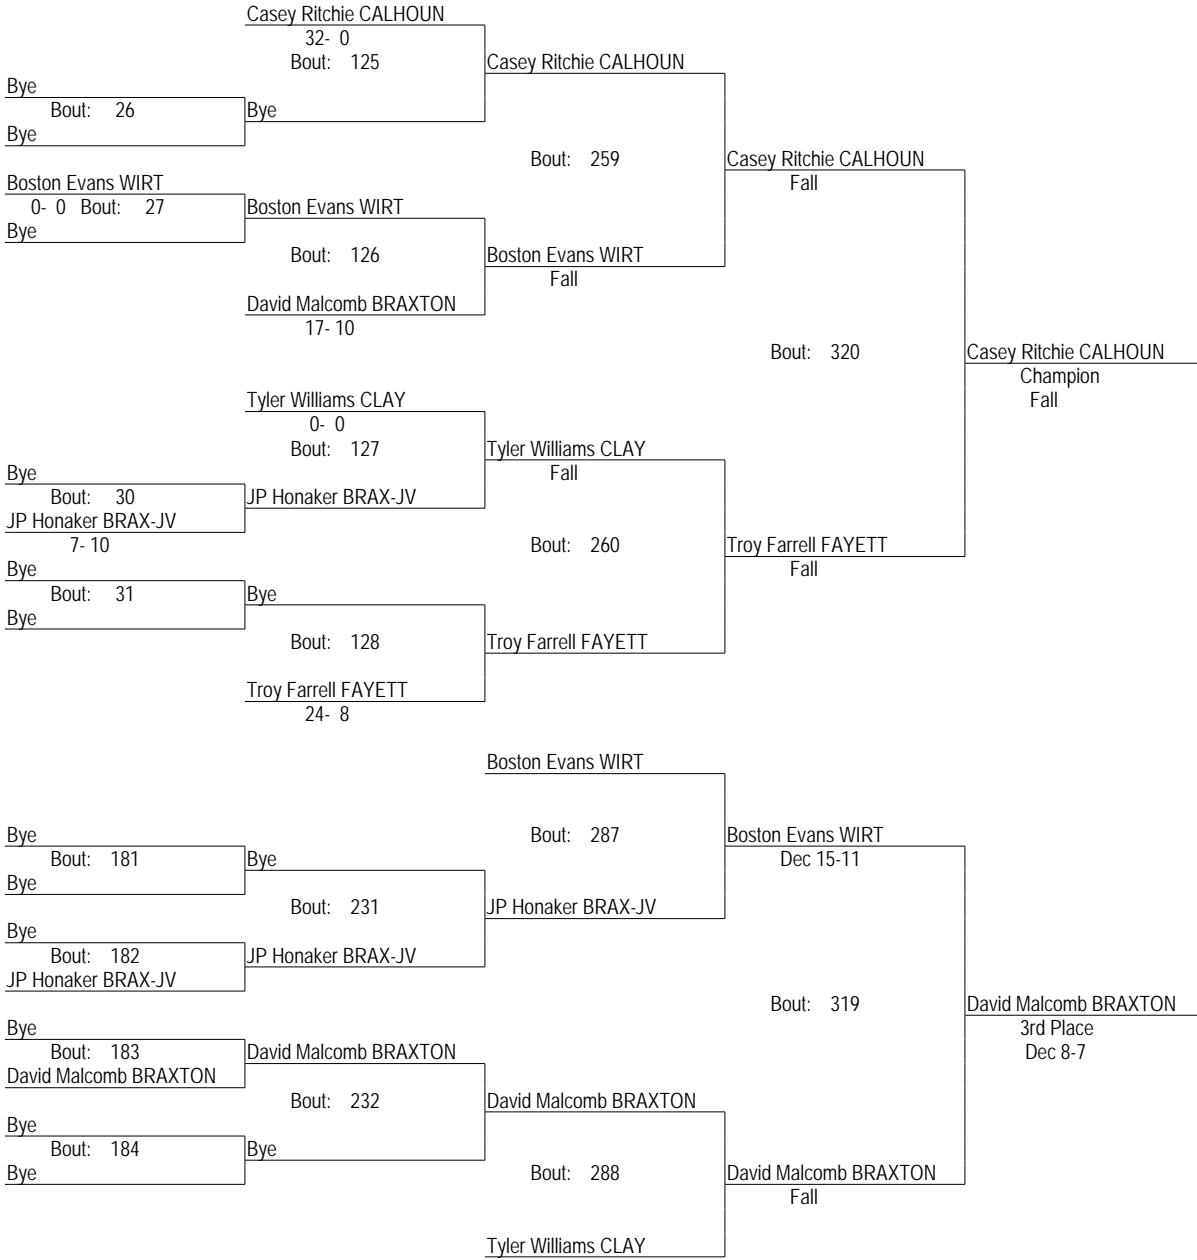 Casey Ritchie CALHOUN
32- 0
Bout: 125
Casey Ritchie CALHOUN
Bye
Bout: 26
Bye
Bye
Bout: 259
Casey Ritchie CALHOUN
Fall
Boston Evans WIRT
0- 0 Bout: 27
Boston Evans WIRT
Bye
Bout: 126
Boston Evans WIRT
Fall
David Malcomb BRAXTON
17- 10
Bout: 320
Casey Ritchie CALHOUN
Champion
Fall
Tyler Williams CLAY
0- 0
Bout: 127
Tyler Williams CLAY
Fall
Bye
Bout: 30
JP Honaker BRAX-JV
JP Honaker BRAX-JV
7- 10
Bout: 260
Troy Farrell FAYETT
Fall
Bye
Bout: 31
Bye
Bye
Bout: 128
Troy Farrell FAYETT
Troy Farrell FAYETT
24- 8
Boston Evans WIRT
Bye
Bout: 181
Bye
Bye
Bout: 287
Boston Evans WIRT
Dec 15-11
Bout: 231
JP Honaker BRAX-JV
Bye
Bout: 182
JP Honaker BRAX-JV
JP Honaker BRAX-JV
Bout: 319
David Malcomb BRAXTON
3rd Place
Dec 8-7
Bye
Bout: 183
David Malcomb BRAXTON
David Malcomb BRAXTON
Bout: 232
David Malcomb BRAXTON
Bye
Bout: 184
Bye
Bye
Bout: 288
David Malcomb BRAXTON
Fall
Tyler Williams CLAY